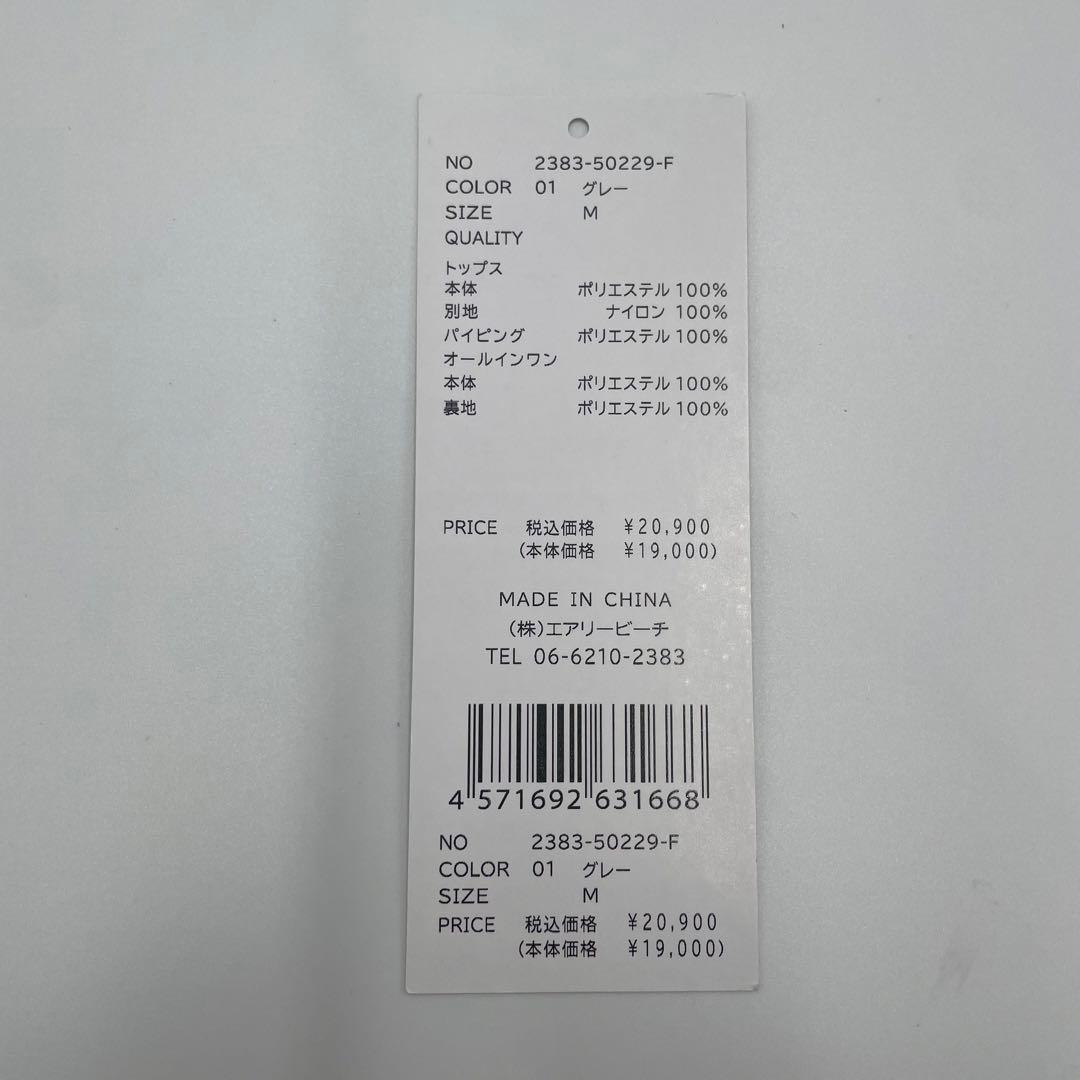 NO 2383-50229-F
COLOR 01 グレー
SIZE M
QUALITY
トップス
本体 ポリエステル 100%
別地 ナイロン 100%
パイピング ポリエステル 100%
オールインワン
本体 ポリエステル 100%
裏地 ポリエステル 100%
PRICE 税込価格 ¥20,900
(本体価格 ¥19,000)
MADE IN CHINA
(株)エアリービーチ
TEL 06-6210-2383
4 571692 631668
NO 2383-50229-F
COLOR 01 グレー
SIZE M
PRICE 税込価格 ¥20,900
(本体価格 ¥19,000)